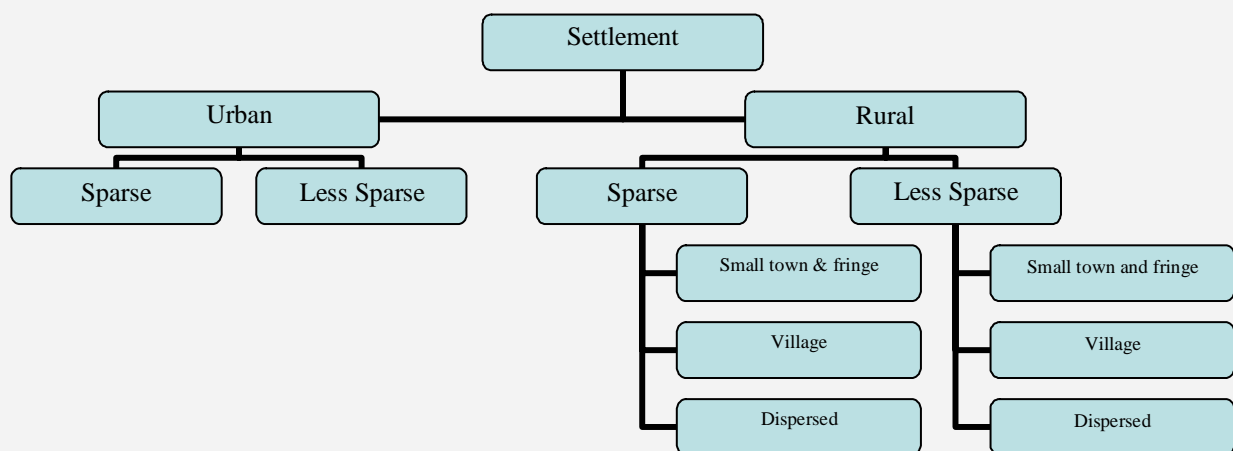 Settlement
Urban
Rural
Sparse
Less Sparse
Sparse
Less Sparse
Small town & fringe
Small town and fringe
Village
Village
Dispersed
Dispersed